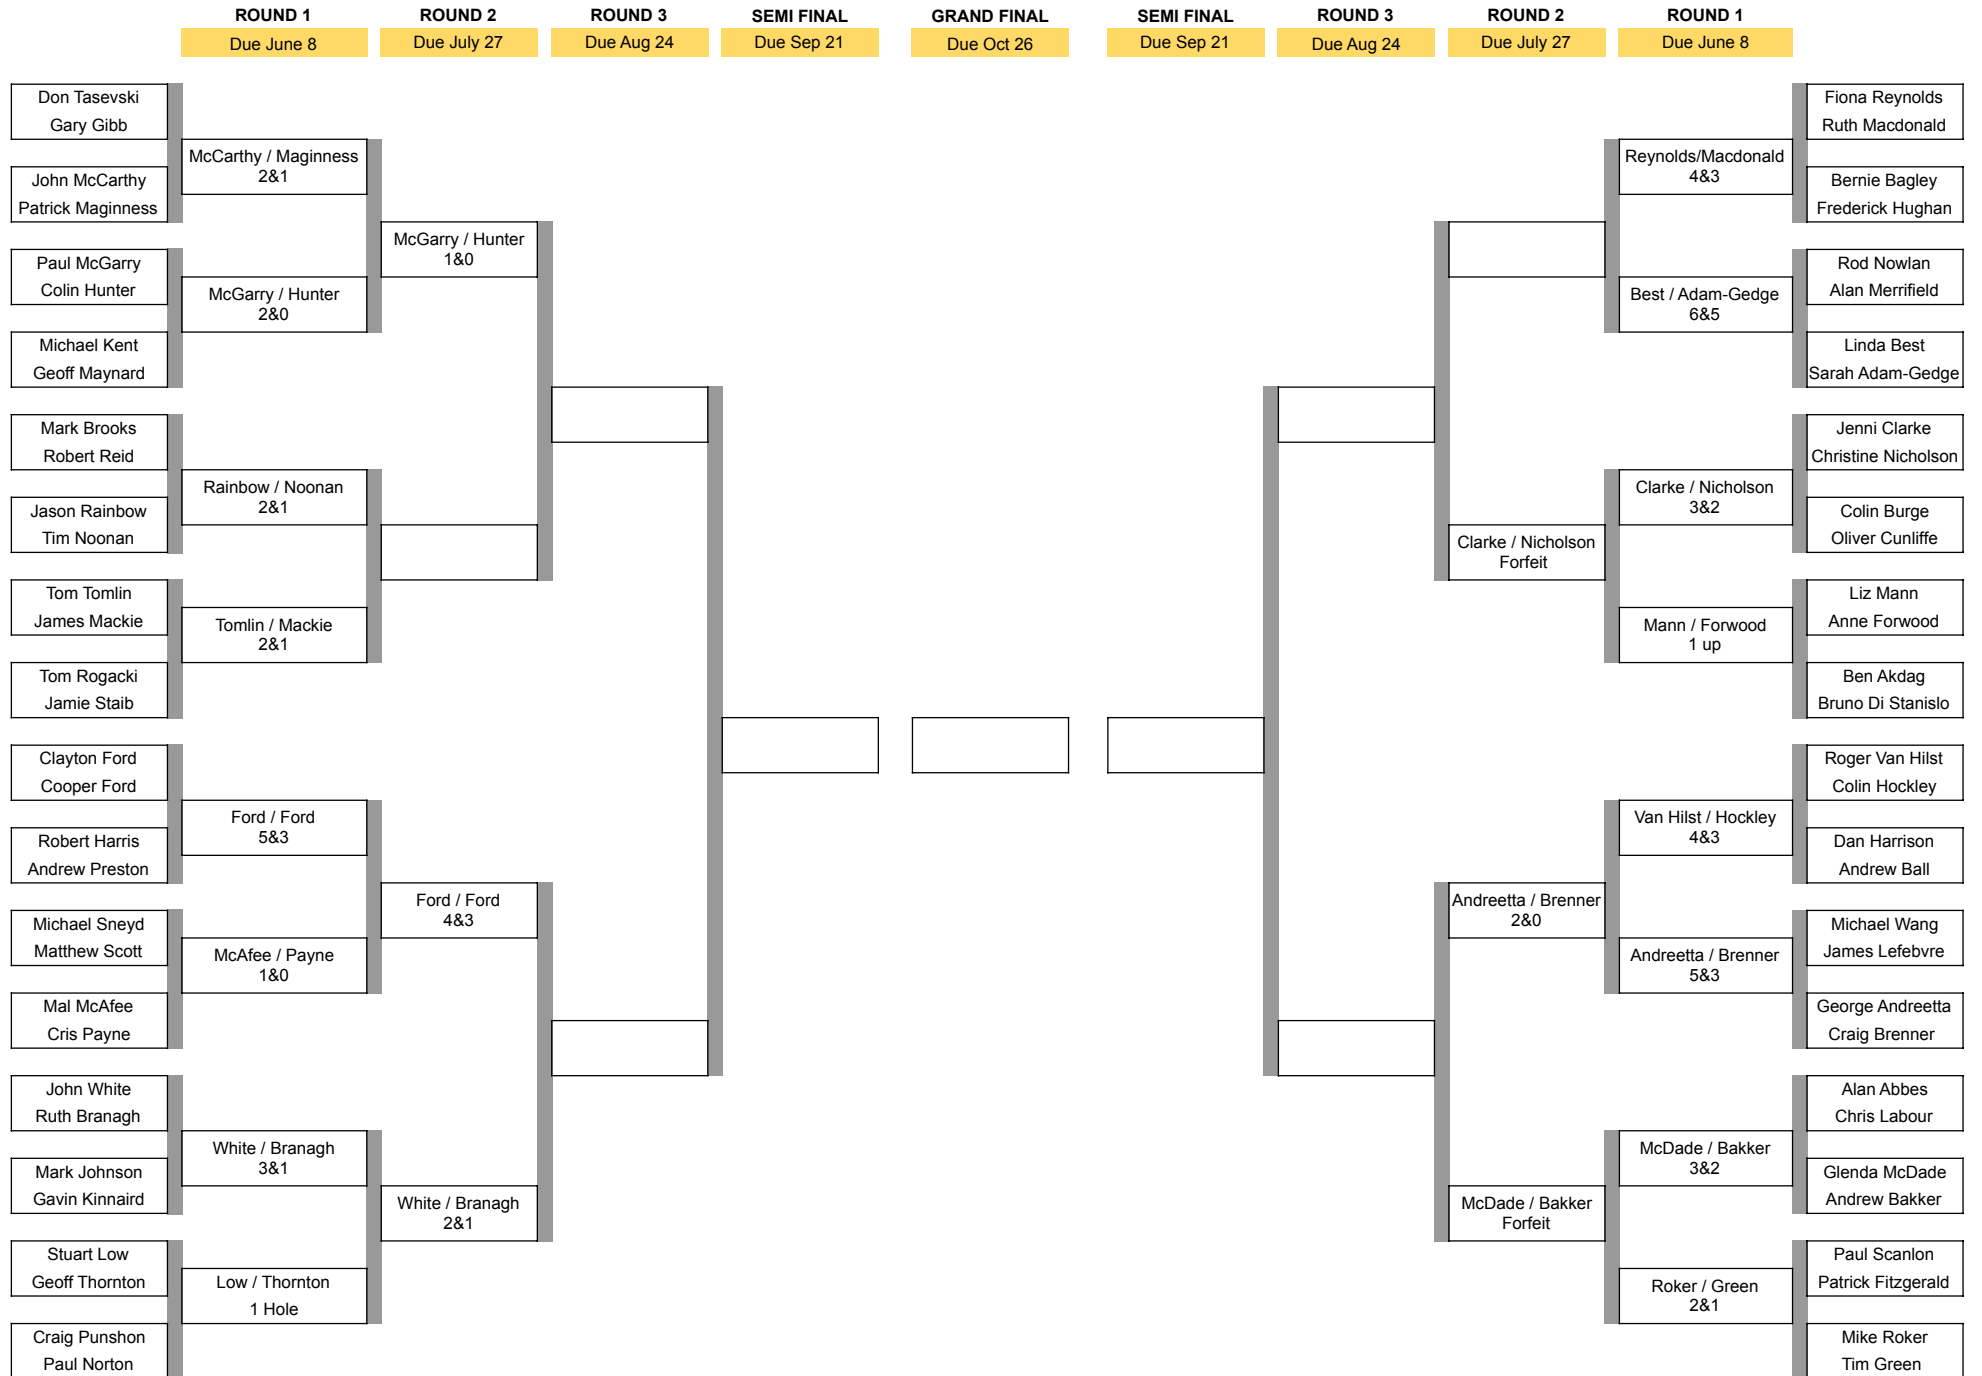 ROUND 1
ROUND 2
ROUND 3
SEMI FINAL
GRAND FINAL
SEMI FINAL
ROUND 3
ROUND 2
ROUND 1
Due June 8
Due July 27
Due Aug 24
Due Sep 21
Due Oct 26
Due Sep 21
Due Aug 24
Due July 27
Due June 8
Don Tasevski
Gary Gibb
John McCarthy
Patrick Maginness
Paul McGarry
Colin Hunter
Michael Kent
Geoff Maynard
Mark Brooks
Robert Reid
Jason Rainbow
Tim Noonan
Tom Tomlin
James Mackie
Tom Rogacki
Jamie Staib
Clayton Ford
Cooper Ford
Robert Harris
Andrew Preston
Michael Sneyd
Matthew Scott
Mal McAfee
Cris Payne
John White
Ruth Branagh
Mark Johnson
Gavin Kinnaird
Stuart Low
Geoff Thornton
Craig Punshon
Paul Norton
McCarthy / Maginness
2&1
McGarry / Hunter
2&0
Rainbow / Noonan
2&1
Tomlin / Mackie
2&1
Ford / Ford
5&3
McAfee / Payne
1&0
White / Branagh
3&1
Low / Thornton
1 Hole
McGarry / Hunter
1&0
Ford / Ford
4&3
White / Branagh
2&1
Clarke / Nicholson
Forfeit
Andreetta / Brenner
2&0
McDade / Bakker
Forfeit
Reynolds/Macdonald
4&3
Best / Adam-Gedge
6&5
Clarke / Nicholson
3&2
Mann / Forwood
1 up
Van Hilst / Hockley
4&3
Andreetta / Brenner
5&3
McDade / Bakker
3&2
Roker / Green
2&1
Fiona Reynolds
Ruth Macdonald
Bernie Bagley
Frederick Hughan
Rod Nowlan
Alan Merrifield
Linda Best
Sarah Adam-Gedge
Jenni Clarke
Christine Nicholson
Colin Burge
Oliver Cunliffe
Liz Mann
Anne Forwood
Ben Akdag
Bruno Di Stanislo
Roger Van Hilst
Colin Hockley
Dan Harrison
Andrew Ball
Michael Wang
James Lefebvre
George Andreetta
Craig Brenner
Alan Abbes
Chris Labour
Glenda McDade
Andrew Bakker
Paul Scanlon
Patrick Fitzgerald
Mike Roker
Tim Green